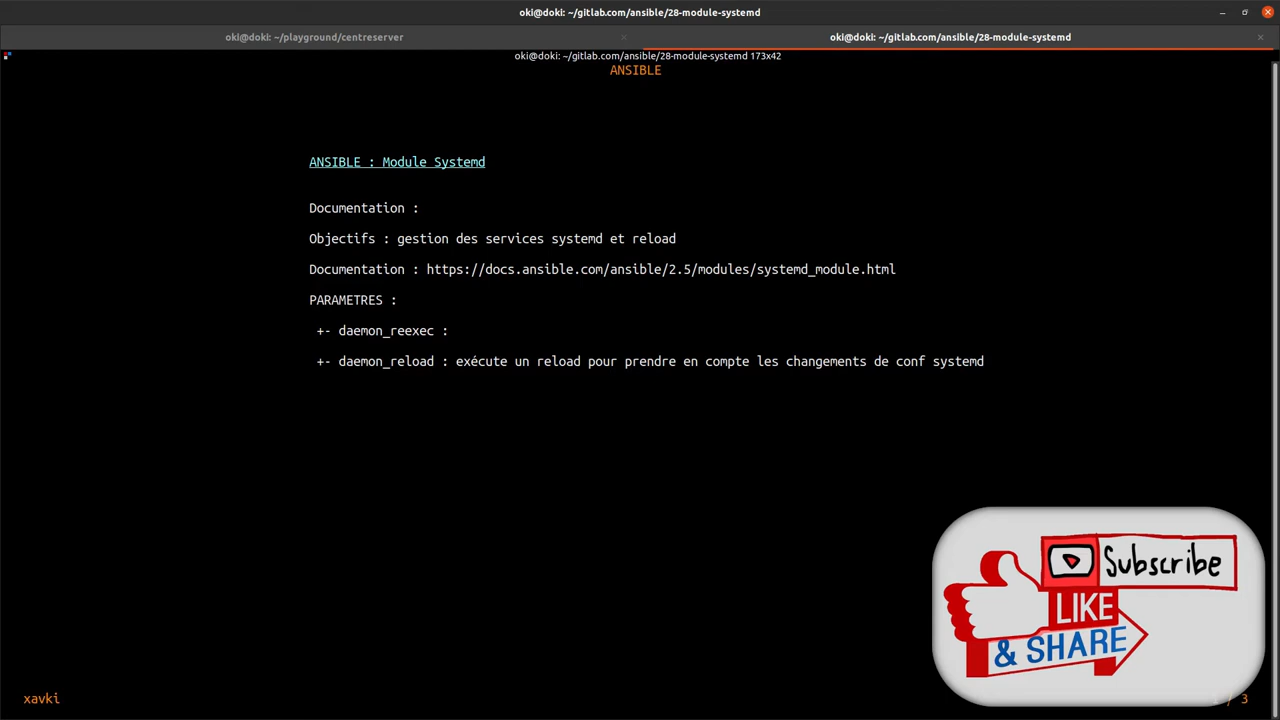 oki@doki: ~/gitlab.com/ansible/28-module-systemd
oki@doki: ~/playground/centreserver
oki@doki: ~/gitlab.com/ansible/28-module-systemd
oki@doki: ~/gitlab.com/ansible/28-module-systemd 173x42
ANSIBLE
ANSIBLE : Module Systemd
Documentation :
Objectifs : gestion des services systemd et reload
Documentation : https://docs.ansible.com/ansible/2.5/modules/systemd_module.html
PARAMETRES :
+- daemon_reexec :
+- daemon_reload : exécute un reload pour prendre en compte les changements de conf systemd
Subscribe
LIKE
& SHARE
xavki
/ 3